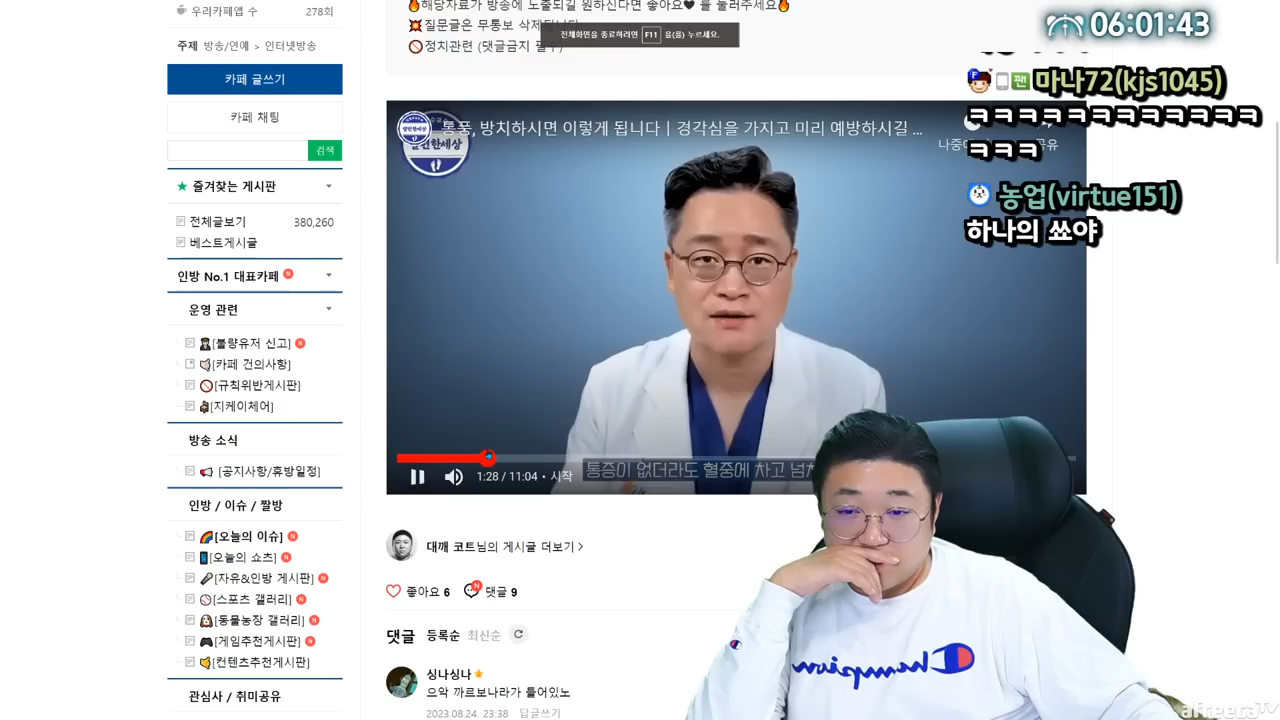 우리카페앱 수 278회
주제 방송/연예 > 인터넷방송
카페 글쓰기
카페 채팅
검색
즐겨찾는 게시판
전체글보기 380,260
베스트게시글
인방 No.1 대표카페 N
운영 관련
[불량유저 신고] N
[카페 건의사항]
[규칙위반게시판]
[지케이체어]
방송 소식
[공지사항/휴방일정]
인방 / 이슈 / 짤방
[오늘의 이슈] N
[오늘의 쇼츠] N
[자유&인방 게시판] N
[스포츠 갤러리] N
[동물농장 갤러리] N
[게임추천게시판] N
[컨텐츠추천게시판]
관심사 / 취미공유
해당자료가 방송에 노출되길 원하신다면 좋아요 를 눌러주세요
질문글은 무통보 삭제됩니다
정치관련 (댓글금지 필수)
전체화면을 종료하려면 F11 을(를) 누르세요.
통풍, 방치하시면 이렇게 됩니다 | 경각심을 가지고 미리 예방하시길 ...
공유
1:28 / 11:04 • 시작
통증이 없더라도 혈중에 차고
대깨 코트님의 게시글 더보기 >
좋아요 6 N 댓글 9
댓글 등록순 최신순
싱나싱나
으악 까르보나라가 들어있노
2023.08.24. 23:38 답글쓰기
06:01:43
팬 마나72(kjs1045)
ㅋㅋㅋㅋㅋㅋㅋㅋㅋㅋㅋㅋ
ㅋㅋㅋ
농업(virtue151)
하나의 쑈야
Champion
afreecaTV